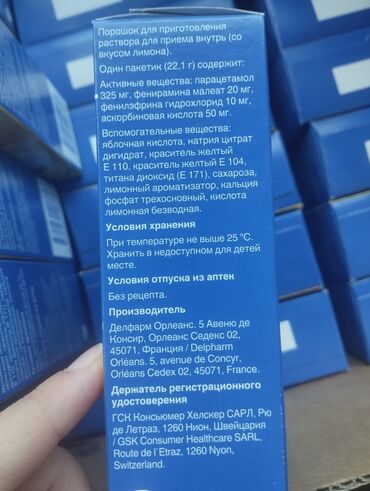 Порошок для приготовления
раствора для приема внутрь (со
вкусом лимона).
Один пакетик (22,1 г) содержит:
Активные вещества: парацетамол
325 мг, фенирамина малеат 20 мг,
фенилэфрина гидрохлорид 10 мг,
аскорбиновая кислота 50 мг.
Вспомогательные вещества:
яблочная кислота, натрия цитрат
дигидрат, краситель желтый
Е 110, краситель желтый Е 104,
титана диоксид (Е 171), сахароза,
лимонный ароматизатор, кальция
фосфат трехосновный, кислота
лимонная безводная.
Условия хранения
При температуре не выше 25 °С.
Хранить в недоступном для детей
месте.
Условия отпуска из аптек
Без рецепта.
Производитель
Делфарм Орлеанс. 5 Авеню де
Консир, Орлеанс Седекс 02,
45071, Франция / Delpharm
Orléans. 5, avenue de Concyr,
Orléans Cedex 02, 45071, France.
Держатель регистрационного
удостоверения
ГСК Консьюмер Хелскер САРЛ, Рю
де Летраз, 1260 Нион, Швейцария
/ GSK Consumer Healthcare SARL,
Route de l`Etraz, 1260 Nyon,
Switzerland.